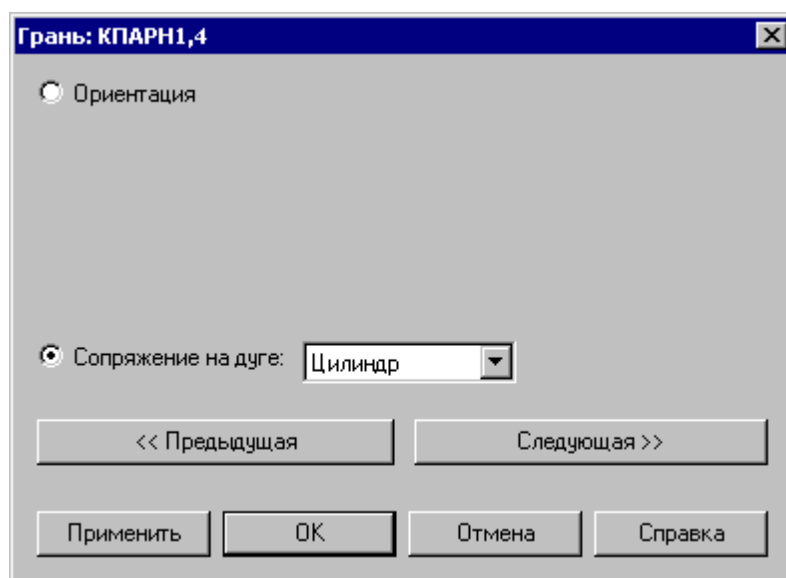 Грань: КПАРН1,4
Ориентация
Сопряжение на дуге: Цилиндр
<< Предыдущая Следующая >>
Применить OK Отмена Справка